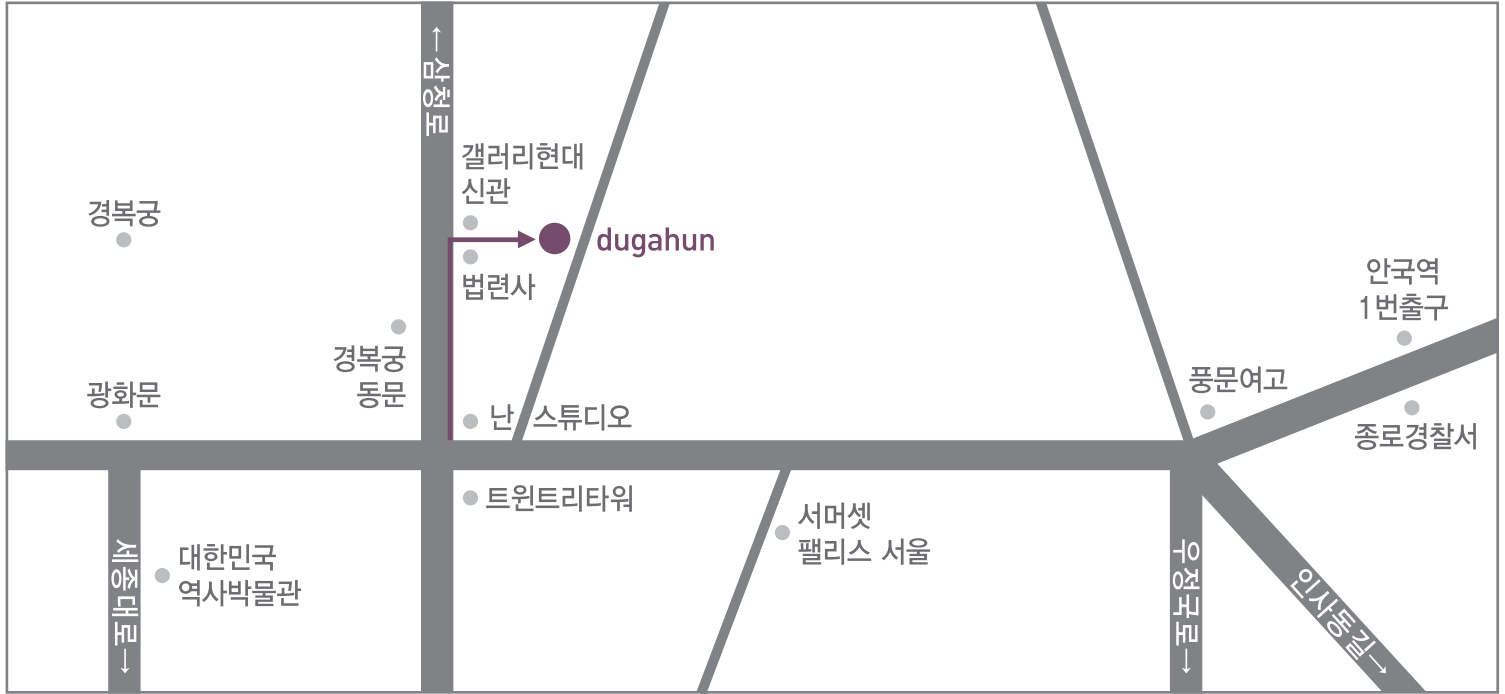 ←삼청로
갤러리현대
신관
경복궁
dugahun
법련사
안국역
1번출구
경복궁
동문
풍문여고
광화문
난 스튜디오
종로경찰서
트윈트리타워
서머셋
팰리스 서울
세종대로→
대한민국
역사박물관
우정국로→
인사동길→